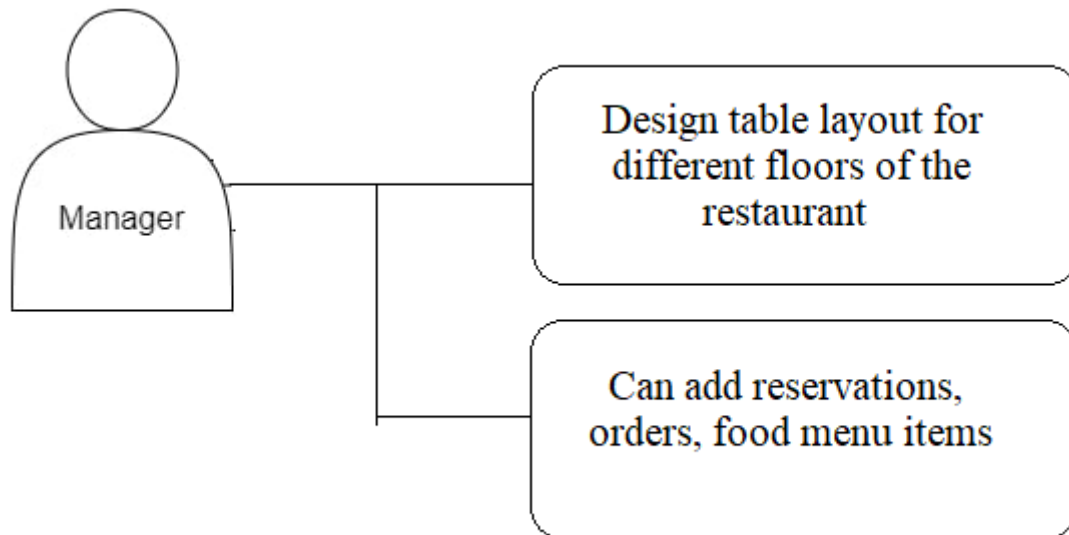 Manager
Design table layout for
different floors of the
restaurant
Can add reservations,
orders, food menu items